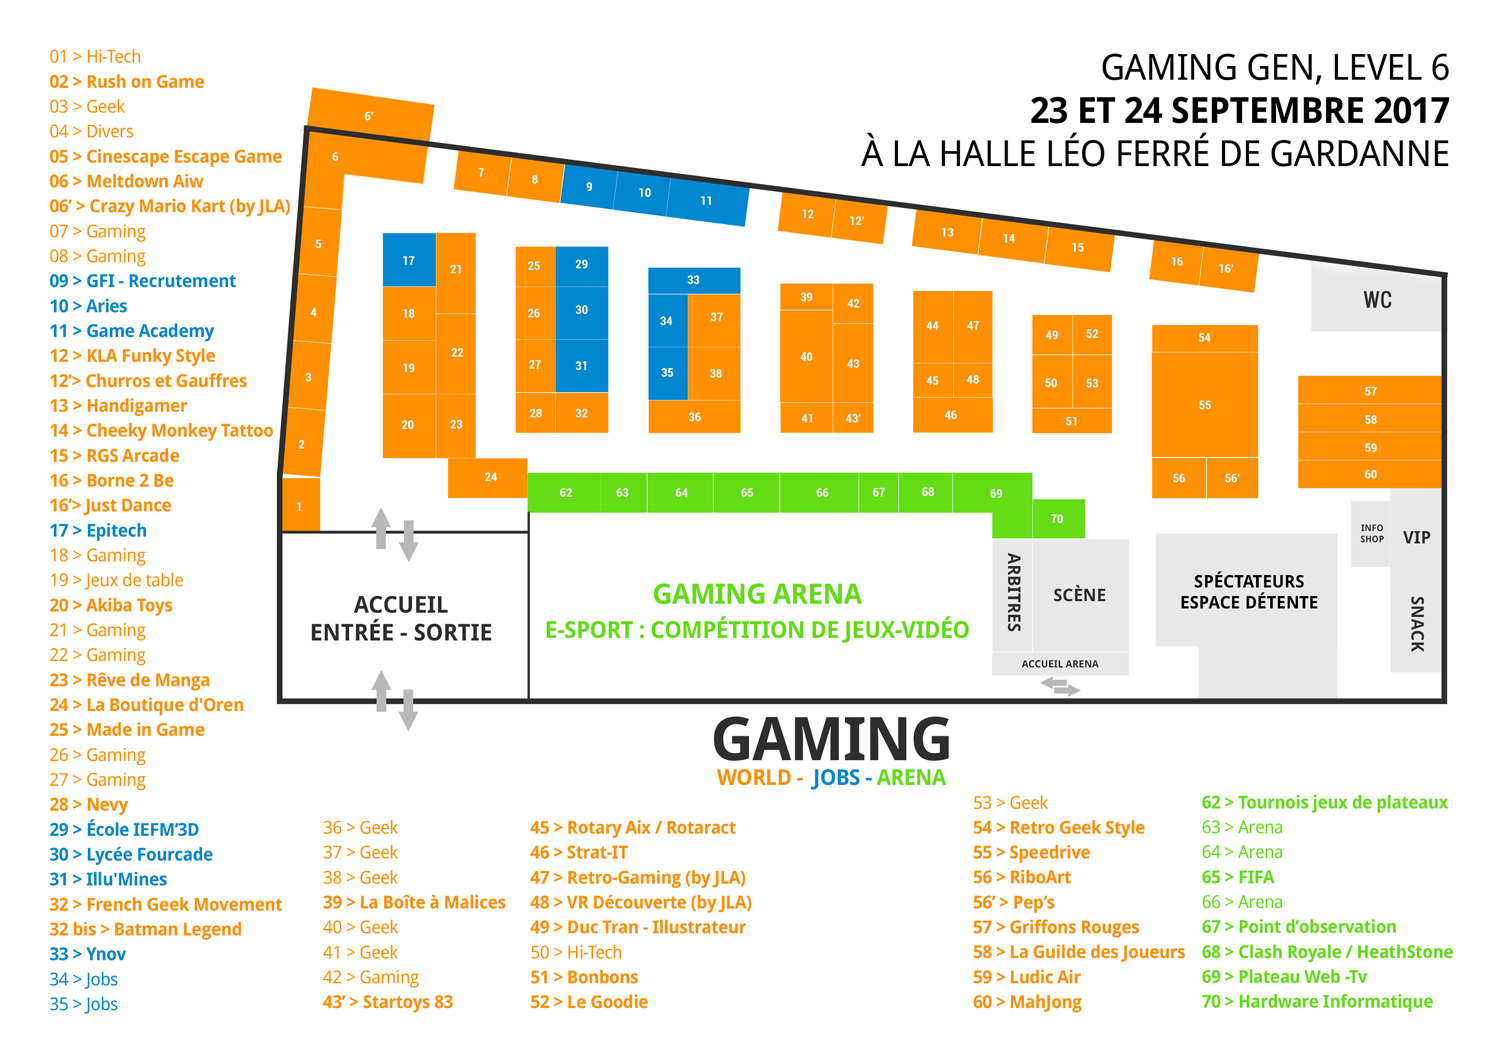 GAMING GEN, LEVEL 6
23 ET 24 SEPTEMBRE 2017
À LA HALLE LÉO FERRÉ DE GARDANNE
01 > Hi-Tech
02 > Rush on Game
03 > Geek
04 > Divers
05 > Cinescape Escape Game
06 > Meltdown Aiw
06' > Crazy Mario Kart (by JLA)
07 > Gaming
08 > Gaming
09 > GFI - Recrutement
10 > Aries
11 > Game Academy
12 > KLA Funky Style
12'> Churros et Gauffres
13 > Handigamer
14 > Cheeky Monkey Tattoo
15 > RGS Arcade
16 > Borne 2 Be
16'> Just Dance
17 > Epitech
18 > Gaming
19 > Jeux de table
20 > Akiba Toys
21 > Gaming
22 > Gaming
23 > Rêve de Manga
24 > La Boutique d'Oren
25 > Made in Game
26 > Gaming
27 > Gaming
28 > Nevy
29 > École IEFM'3D
30 > Lycée Fourcade
31 > Illu'Mines
32 > French Geek Movement
32 bis > Batman Legend
33 > Ynov
34 > Jobs
35 > Jobs
6'
6
7
8
9
10
11
12
12'
13
14
15
16
16'
5
4
3
2
1
17
21
18
22
19
20
23
24
25
29
26
30
27
31
28
32
33
34
37
35
38
36
39
42
40
43
41
43'
44
47
45
48
46
49
52
50
53
51
54
55
56
56'
57
58
59
60
62
63
64
65
66
67
68
69
70
WC
INFO
SHOP
VIP
SNACK
SPÉCTATEURS
ESPACE DÉTENTE
ARBITRES
SCÈNE
ACCUEIL ARENA
ACCUEIL
ENTRÉE - SORTIE
GAMING ARENA
E-SPORT : COMPÉTITION DE JEUX-VIDÉO
GAMING
WORLD - JOBS - ARENA
36 > Geek
37 > Geek
38 > Geek
39 > La Boîte à Malices
40 > Geek
41 > Geek
42 > Gaming
43' > Startoys 83
45 > Rotary Aix / Rotaract
46 > Strat-IT
47 > Retro-Gaming (by JLA)
48 > VR Découverte (by JLA)
49 > Duc Tran - Illustrateur
50 > Hi-Tech
51 > Bonbons
52 > Le Goodie
53 > Geek
54 > Retro Geek Style
55 > Speedrive
56 > RiboArt
56' > Pep's
57 > Griffons Rouges
58 > La Guilde des Joueurs
59 > Ludic Air
60 > MahJong
62 > Tournois jeux de plateaux
63 > Arena
64 > Arena
65 > FIFA
66 > Arena
67 > Point d'observation
68 > Clash Royale / HeathStone
69 > Plateau Web -Tv
70 > Hardware Informatique